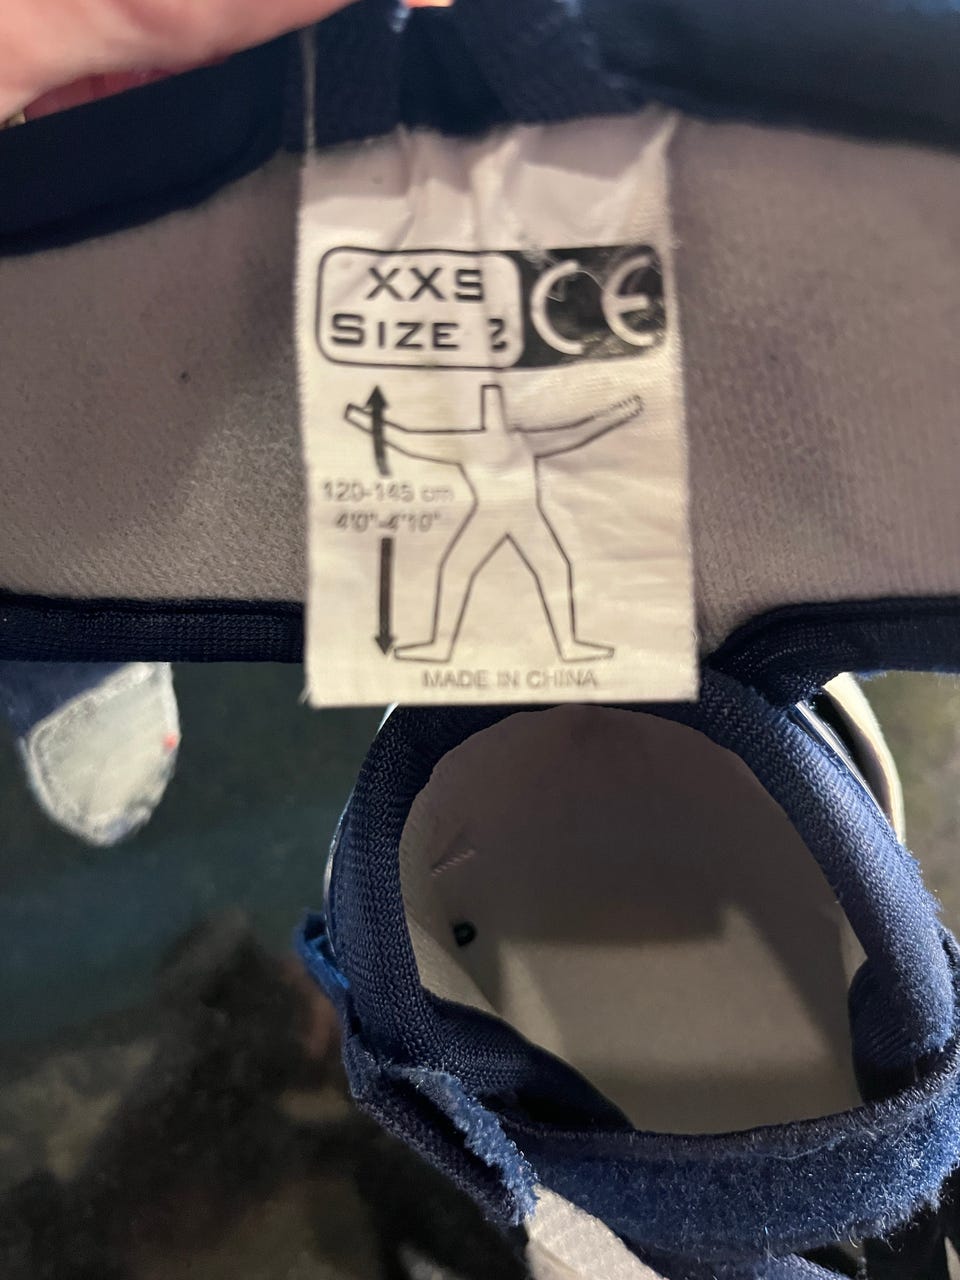 XXS
SIZE 2
CE
120-145 cm
4'0"-4'10"
MADE IN CHINA